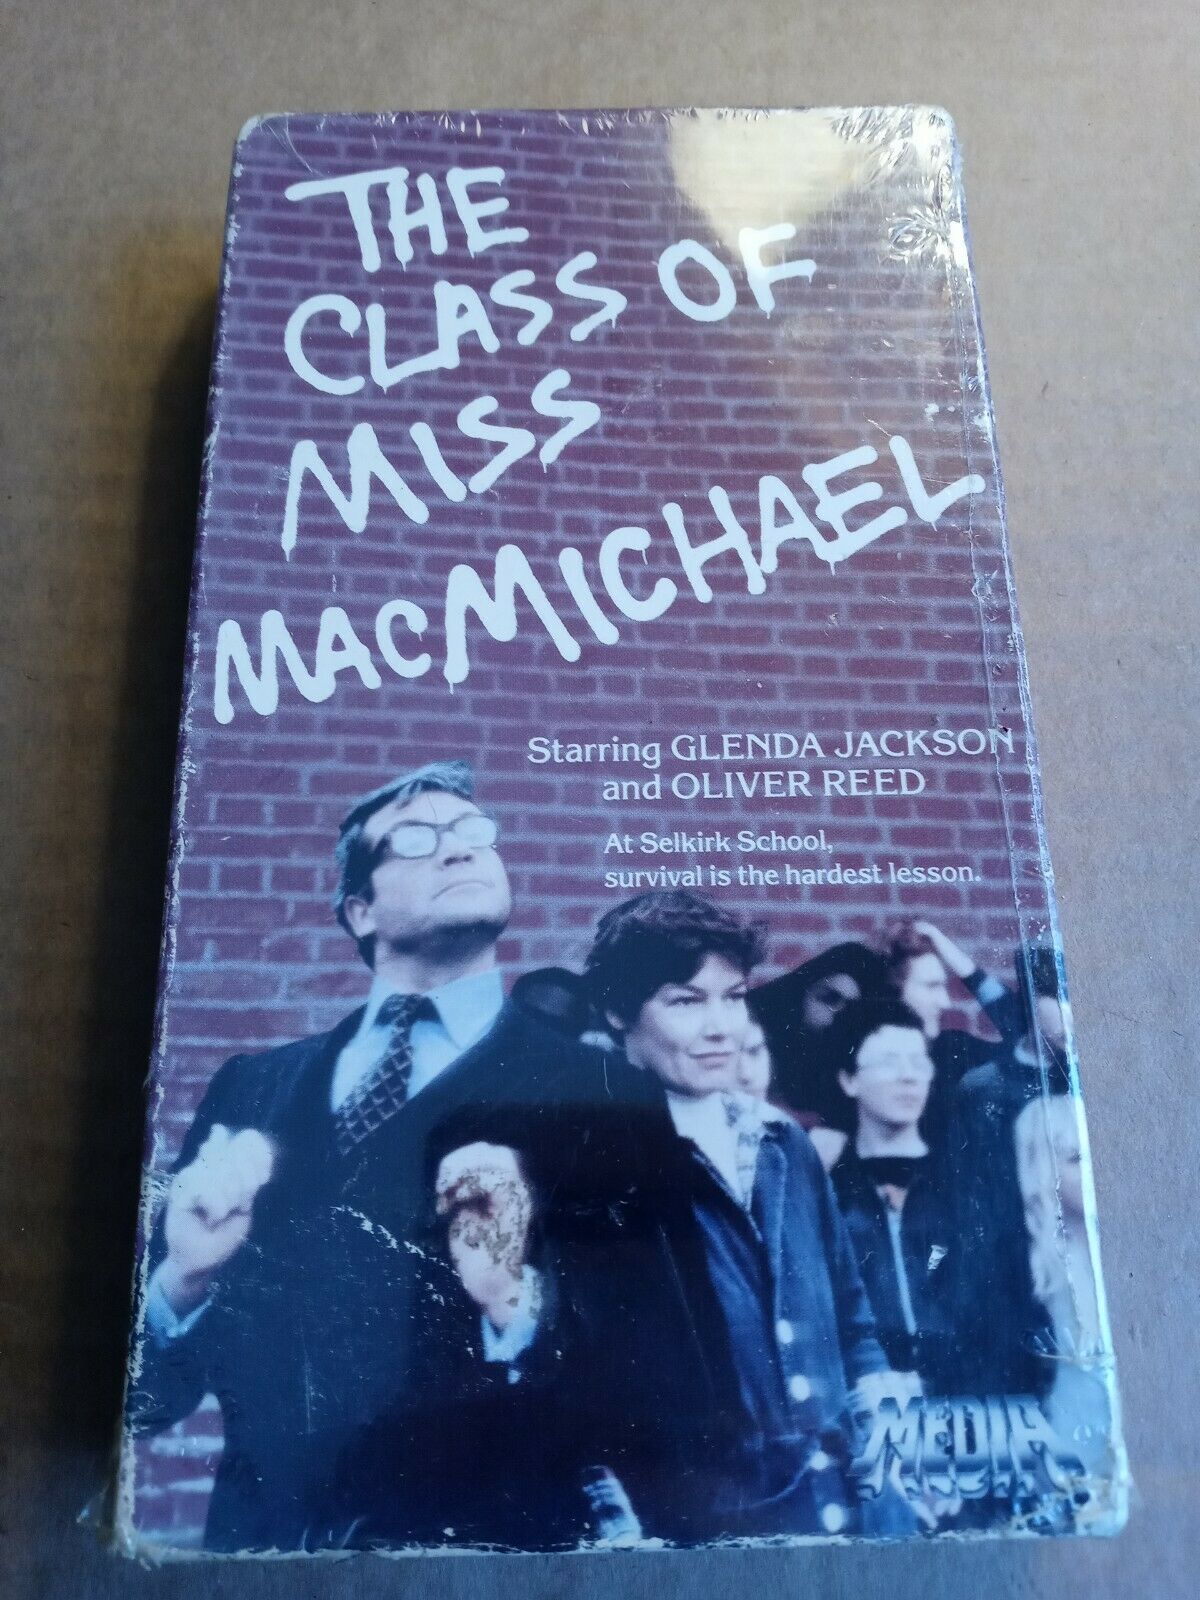 THE
CLASS OF
MISS
MACMICHAEL
Starring GLENDA JACKSON
and OLIVER REED
At Selkirk School,
survival is the hardest lesson.
MEDIA